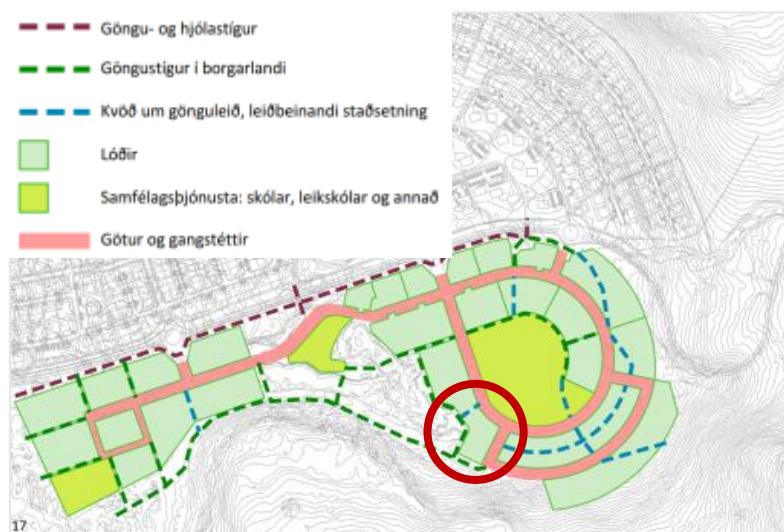 Göngu- og hjólastígur
Göngustígur í borgarlandi
Kvöð um gönguleið, leiðbeinandi staðsetning
Lóðir
Samfélagsþjónusta: skólar, leikskólar og annað
Götur og gangstéttir
17